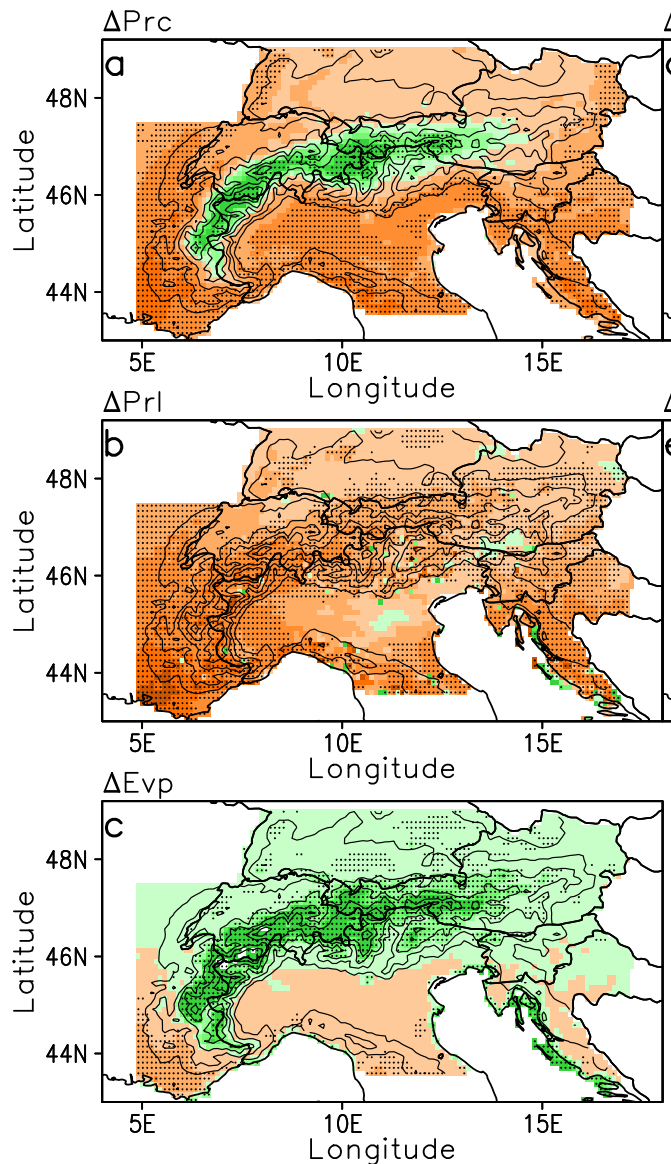 ΔPrc
a
48N
46N
44N
Latitude
5E 10E 15E
Longitude
ΔPrl
b
48N
46N
44N
Latitude
5E 10E 15E
Longitude
ΔEvp
c
48N
46N
44N
Latitude
5E 10E 15E
Longitude